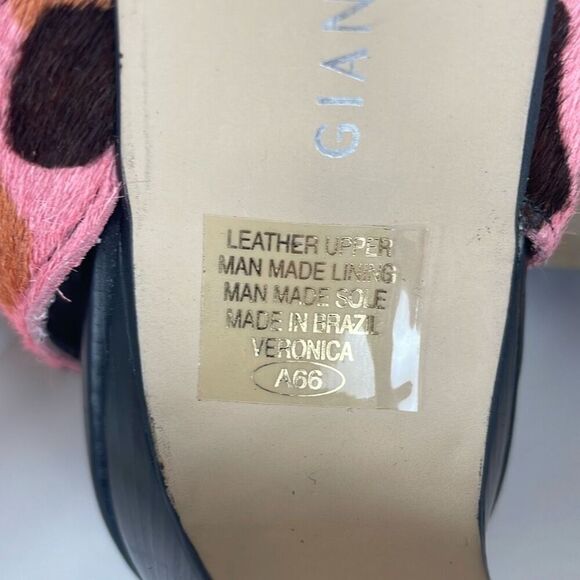 GIAN
LEATHER UPPER
MAN MADE LINING
MAN MADE SOLE
MADE IN BRAZIL
VERONICA
A66